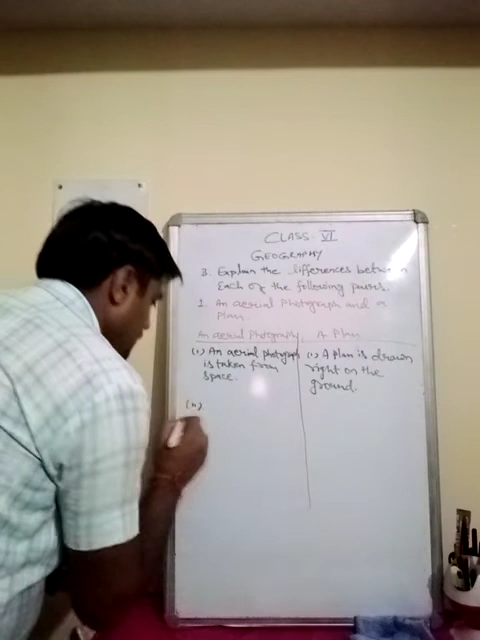 CLASS- VI
GEOGRAPHY
3. Explain the differences between
Each of the following pairs.
1. An aerial Photograph and a
Plan.
An aerial Photograph A Plan
(i) An aerial photograph
is taken from
space.
(i) A Plan is drawn
right on the
ground.
(ii)